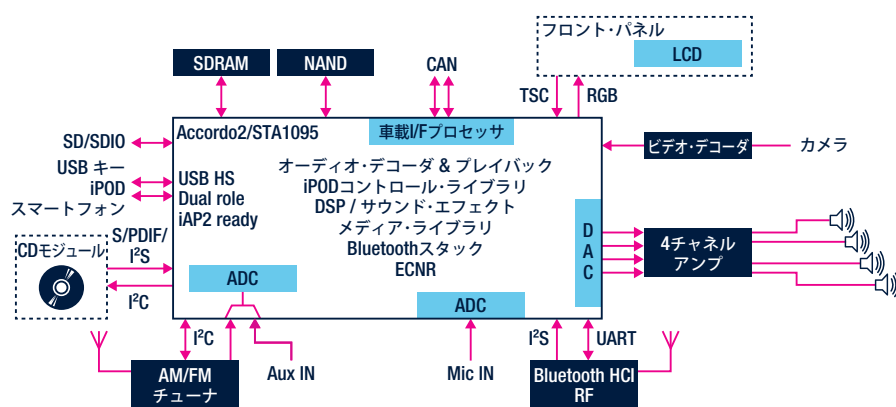 フロント・パネル
LCD
SDRAM
NAND
CAN
TSC
RGB
Accordo2/STA1095
車載I/Fプロセッサ
SD/SDIO
ビデオ・デコーダ
カメラ
USB キー
iPOD
スマートフォン
USB HS
Dual role
iAP2 ready
オーディオ・デコーダ & プレイバック
iPODコントロール・ライブラリ
DSP / サウンド・エフェクト
メディア・ライブラリ
Bluetoothスタック
ECNR
D
A
C
4チャネル
アンプ
S/PDIF/
I²S
CDモジュール
I²C
ADC
ADC
I²C
Aux IN
Mic IN
I²S
UART
AM/FM
チューナ
Bluetooth HCI
RF